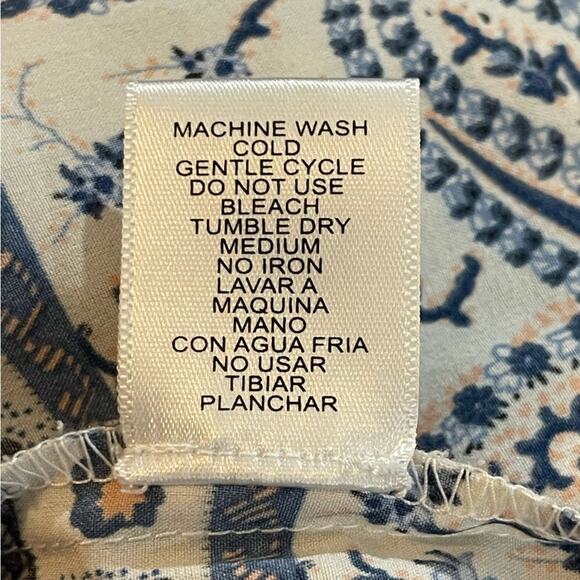 MACHINE WASH
COLD
GENTLE CYCLE
DO NOT USE
BLEACH
TUMBLE DRY
MEDIUM
NO IRON
LAVAR A
MAQUINA
MANO
CON AGUA FRIA
NO USAR
TIBIAR
PLANCHAR